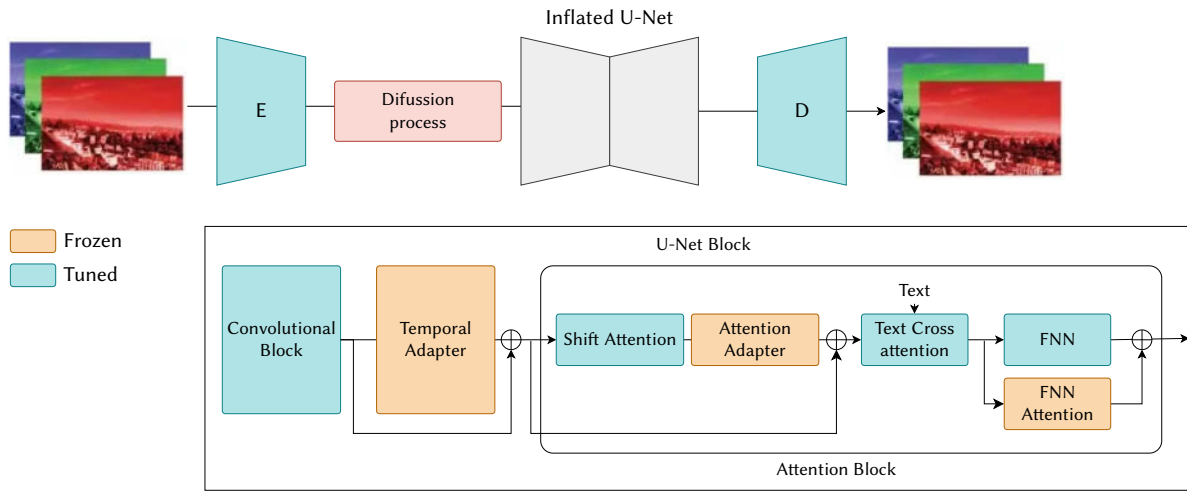 Inflated U-Net
E
Difussion
process
D
Frozen
Tuned
U-Net Block
Convolutional
Block
Temporal
Adapter
Shift Attention
Attention
Adapter
Text
Text Cross
attention
FNN
FNN
Attention
Attention Block